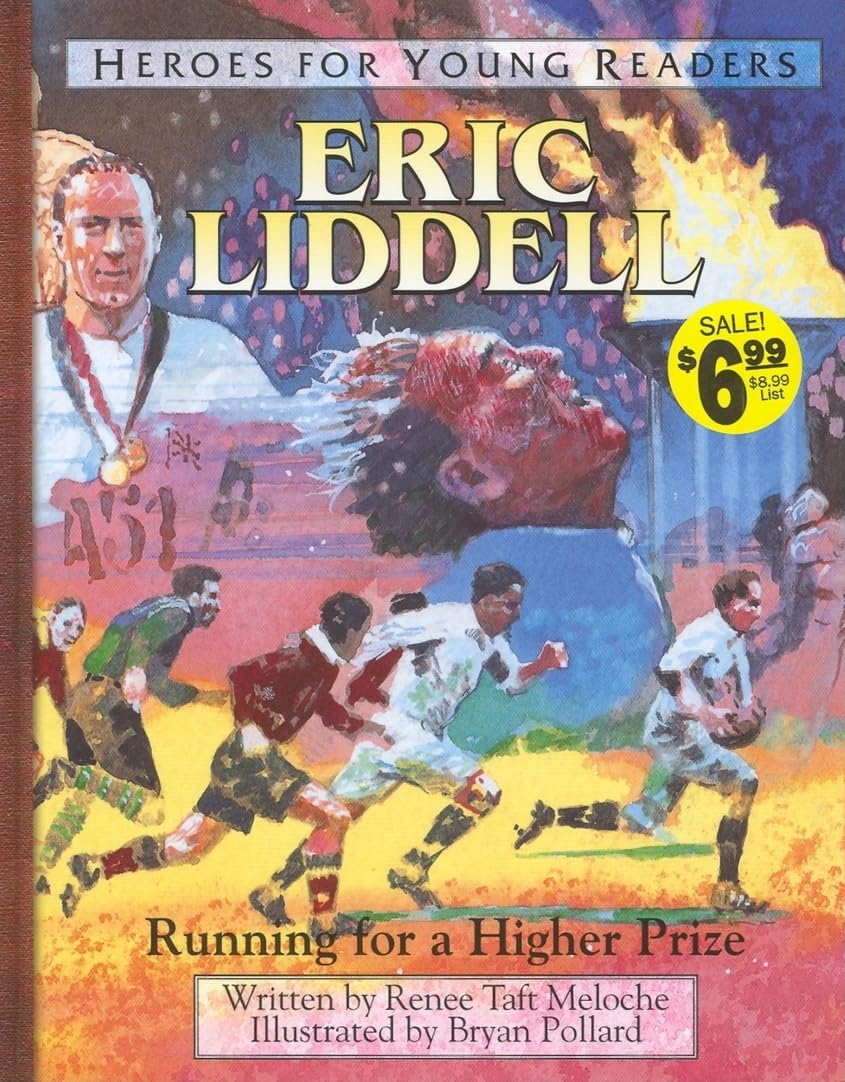 HEROES FOR YOUNG READERS
ERIC
LIDDELL
SALE!
$6.99
$8.99
List
451
Running for a Higher Prize
Written by Renee Taft Meloche
Illustrated by Bryan Pollard